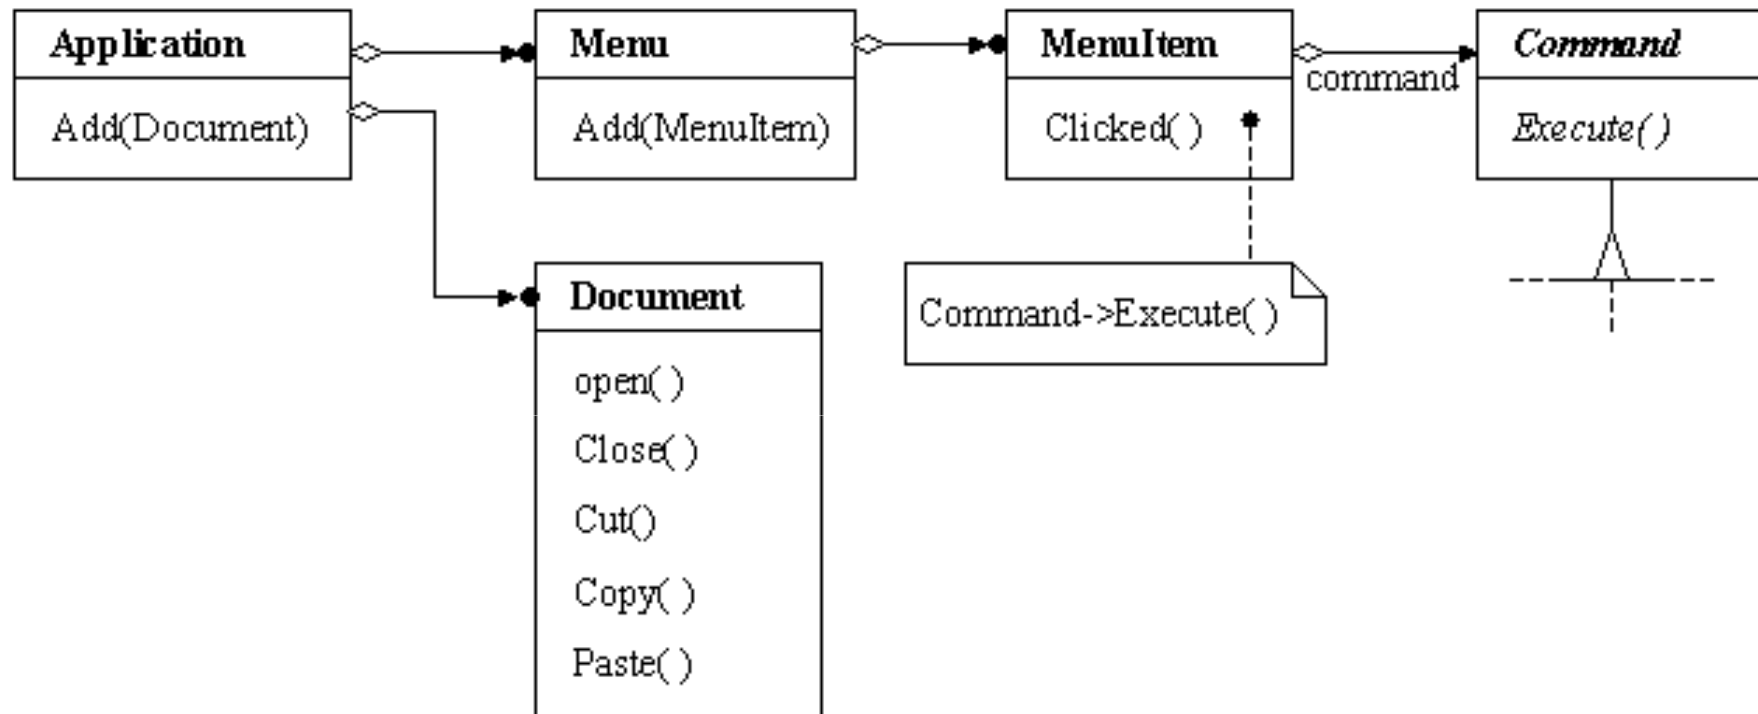 Application
Add(Document)
Menu
Add(MenuItem)
MenuItem
Clicked( )
command
Command
Execute( )
Document
open( )
Close( )
Cut()
Copy( )
Paste( )
Command->Execute( )